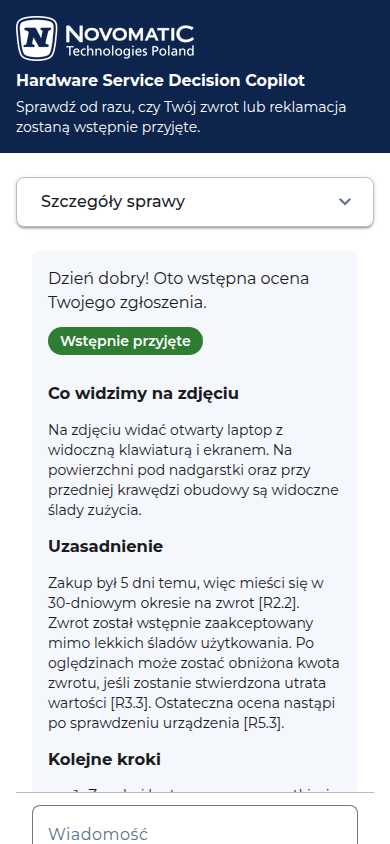 N NOVOMATIC
Technologies Poland
Hardware Service Decision Copilot
Sprawdź od razu, czy Twój zwrot lub reklamacja
zostaną wstępnie przyjęte.
Szczegóły sprawy
Dzień dobry! Oto wstępna ocena
Twojego zgłoszenia.
Wstępnie przyjęte
Co widzimy na zdjęciu
Na zdjęciu widać otwarty laptop z
widoczną klawiaturą i ekranem. Na
powierzchni pod nadgarstki oraz przy
przedniej krawędzi obudowy są widoczne
ślady zużycia.
Uzasadnienie
Zakup był 5 dni temu, więc mieści się w
30-dniowym okresie na zwrot [R2.2].
Zwrot został wstępnie zaakceptowany
mimo lekkich śladów użytkowania. Po
oględzinach może zostać obniżona kwota
zwrotu, jeśli zostanie stwierdzona utrata
wartości [R3.3]. Ostateczna ocena nastąpi
po sprawdzeniu urządzenia [R5.3].
Kolejne kroki
Wiadomość